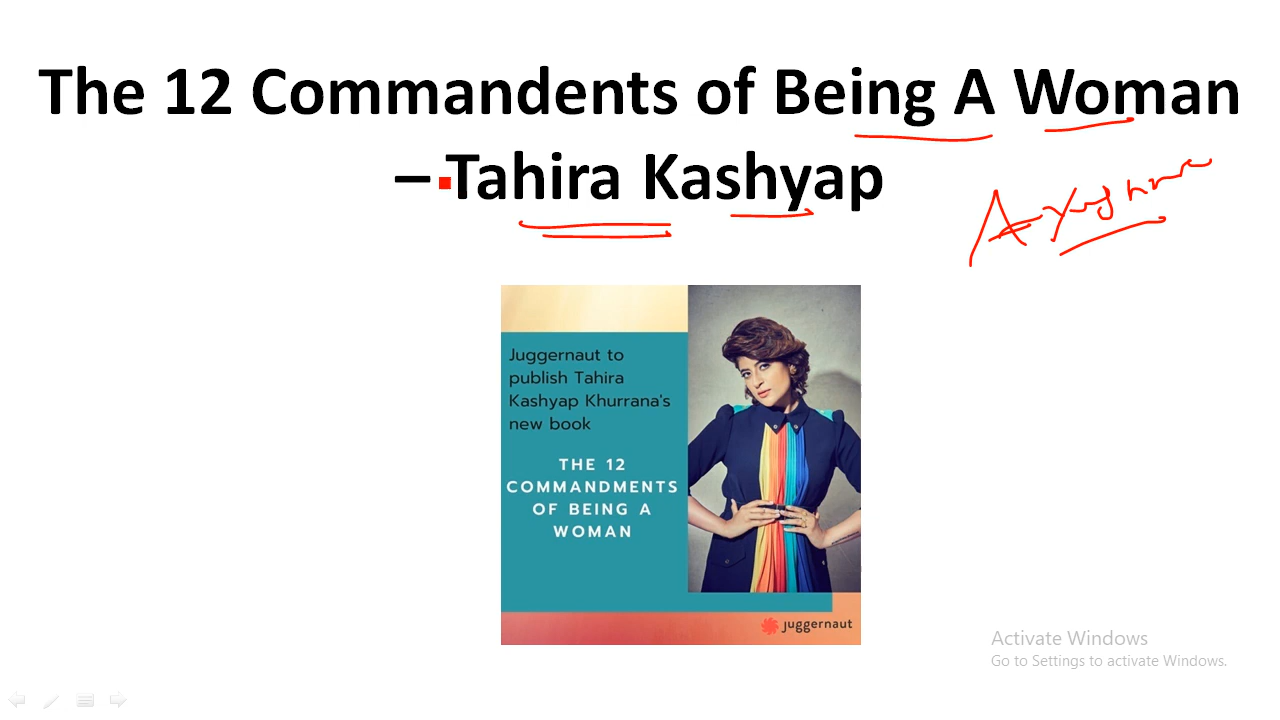 The 12 Commandents of Being A Woman
– Tahira Kashyap
Juggernaut to
publish Tahira
Kashyap Khurrana's
new book
THE 12
COMMANDMENTS
OF BEING A
WOMAN
juggernaut
Activate Windows
Go to Settings to activate Windows.